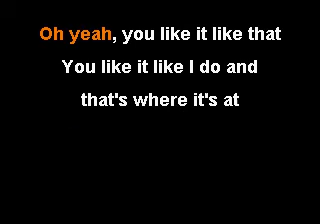 Oh yeah, you like it like that
You like it like I do and
that's where it's at